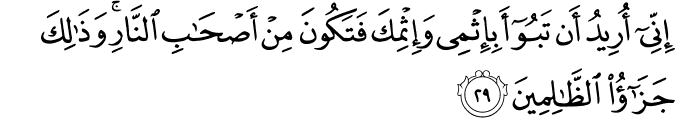 إِنِّىٓ أُرِيدُ أَن تَبُوٓأَ بِإِثْمِى وَإِثْمِكَ فَتَكُونَ مِنْ أَصْحَٰبِ ٱلنَّارِ ۚ وَذَٰلِكَ
جَزَٰٓؤُا۟ ٱلظَّٰلِمِينَ ٢٩